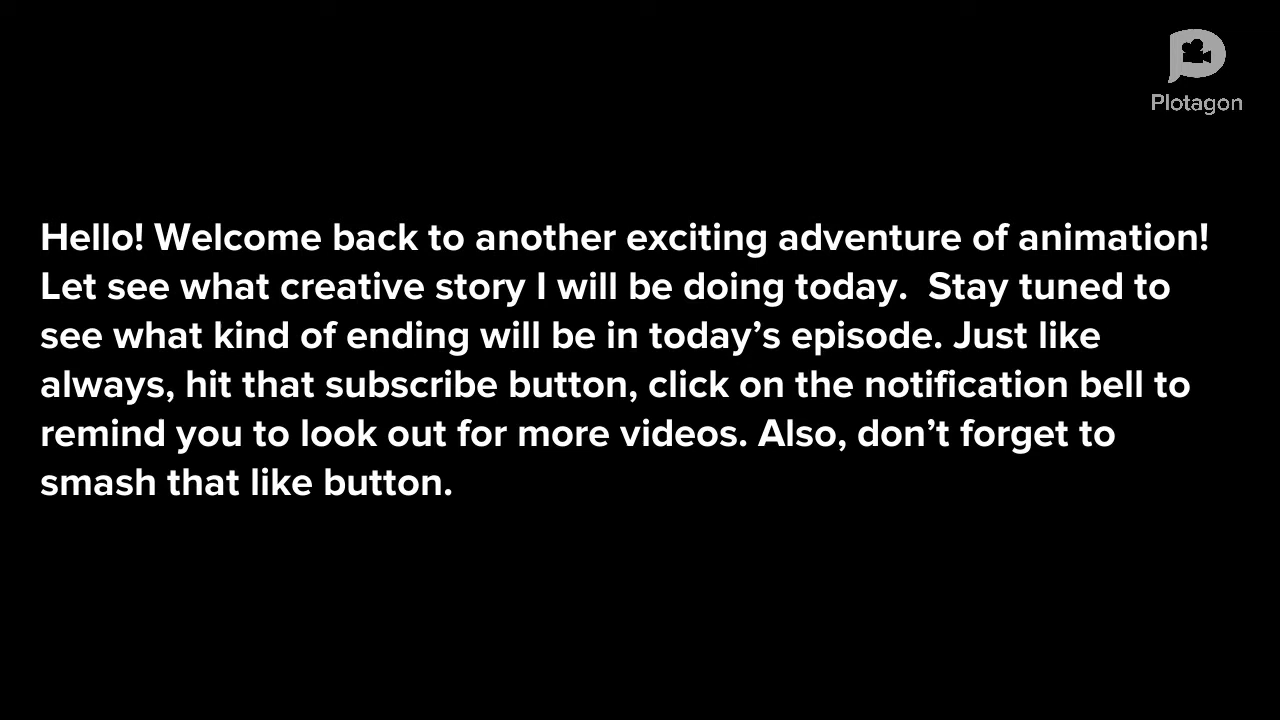 Plotagon
Hello! Welcome back to another exciting adventure of animation!
Let see what creative story I will be doing today.  Stay tuned to
see what kind of ending will be in today’s episode. Just like
always, hit that subscribe button, click on the notification bell to
remind you to look out for more videos. Also, don’t forget to
smash that like button.